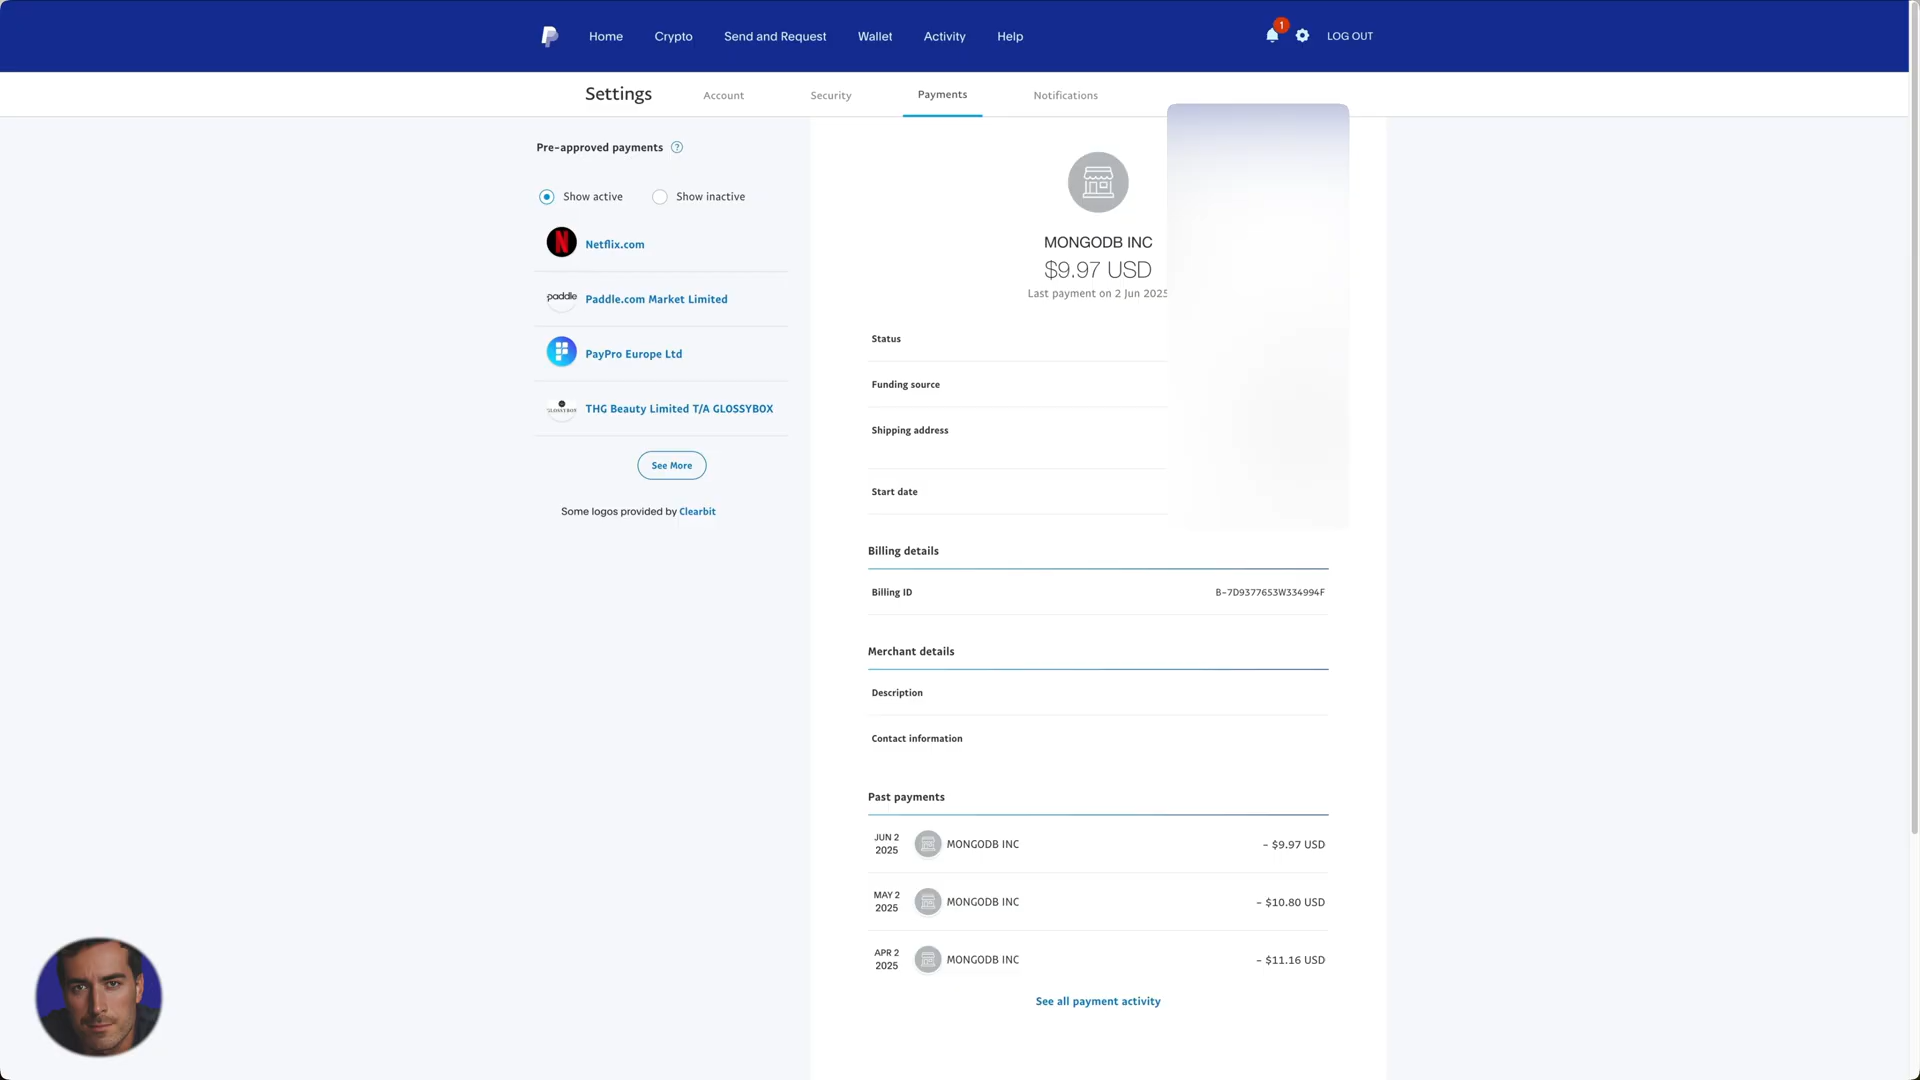 Home Crypto Send and Request Wallet Activity Help 1 LOG OUT
Settings Account Security Payments Notifications
Pre-approved payments ?
Show active Show inactive
N Netflix.com
paddle Paddle.com Market Limited
PayPro Europe Ltd
GLOSSYBOX THG Beauty Limited T/A GLOSSYBOX
See More
Some logos provided by Clearbit
MONGODB INC
$9.97 USD
Last payment on 2 Jun 2025
Status
Funding source
Shipping address
Start date
Billing details
Billing ID B-7D9377653W334994F
Merchant details
Description
Contact information
Past payments
JUN 2
2025 MONGODB INC - $9.97 USD
MAY 2
2025 MONGODB INC - $10.80 USD
APR 2
2025 MONGODB INC - $11.16 USD
See all payment activity